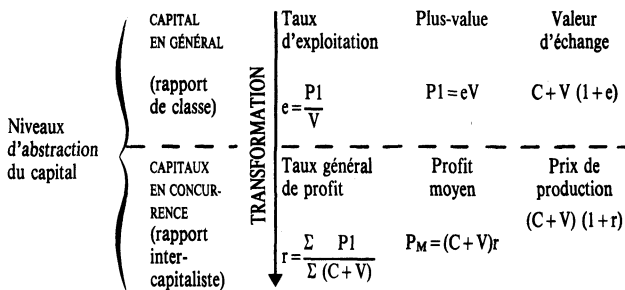 Niveaux
d'abstraction
du capital
CAPITAL
EN GÉNÉRAL
(rapport
de classe)
CAPITAUX
EN CONCUR-
RENCE
(rapport
inter-
capitaliste)
TRANSFORMATION
Taux
d'exploitation
e = P1 / V
Plus-value
P1 = eV
Valeur
d'échange
C + V (1 + e)
Taux général
de profit
r = Σ P1 / Σ (C + V)
Profit
moyen
P_M = (C + V)r
Prix de
production
(C + V) (1 + r)